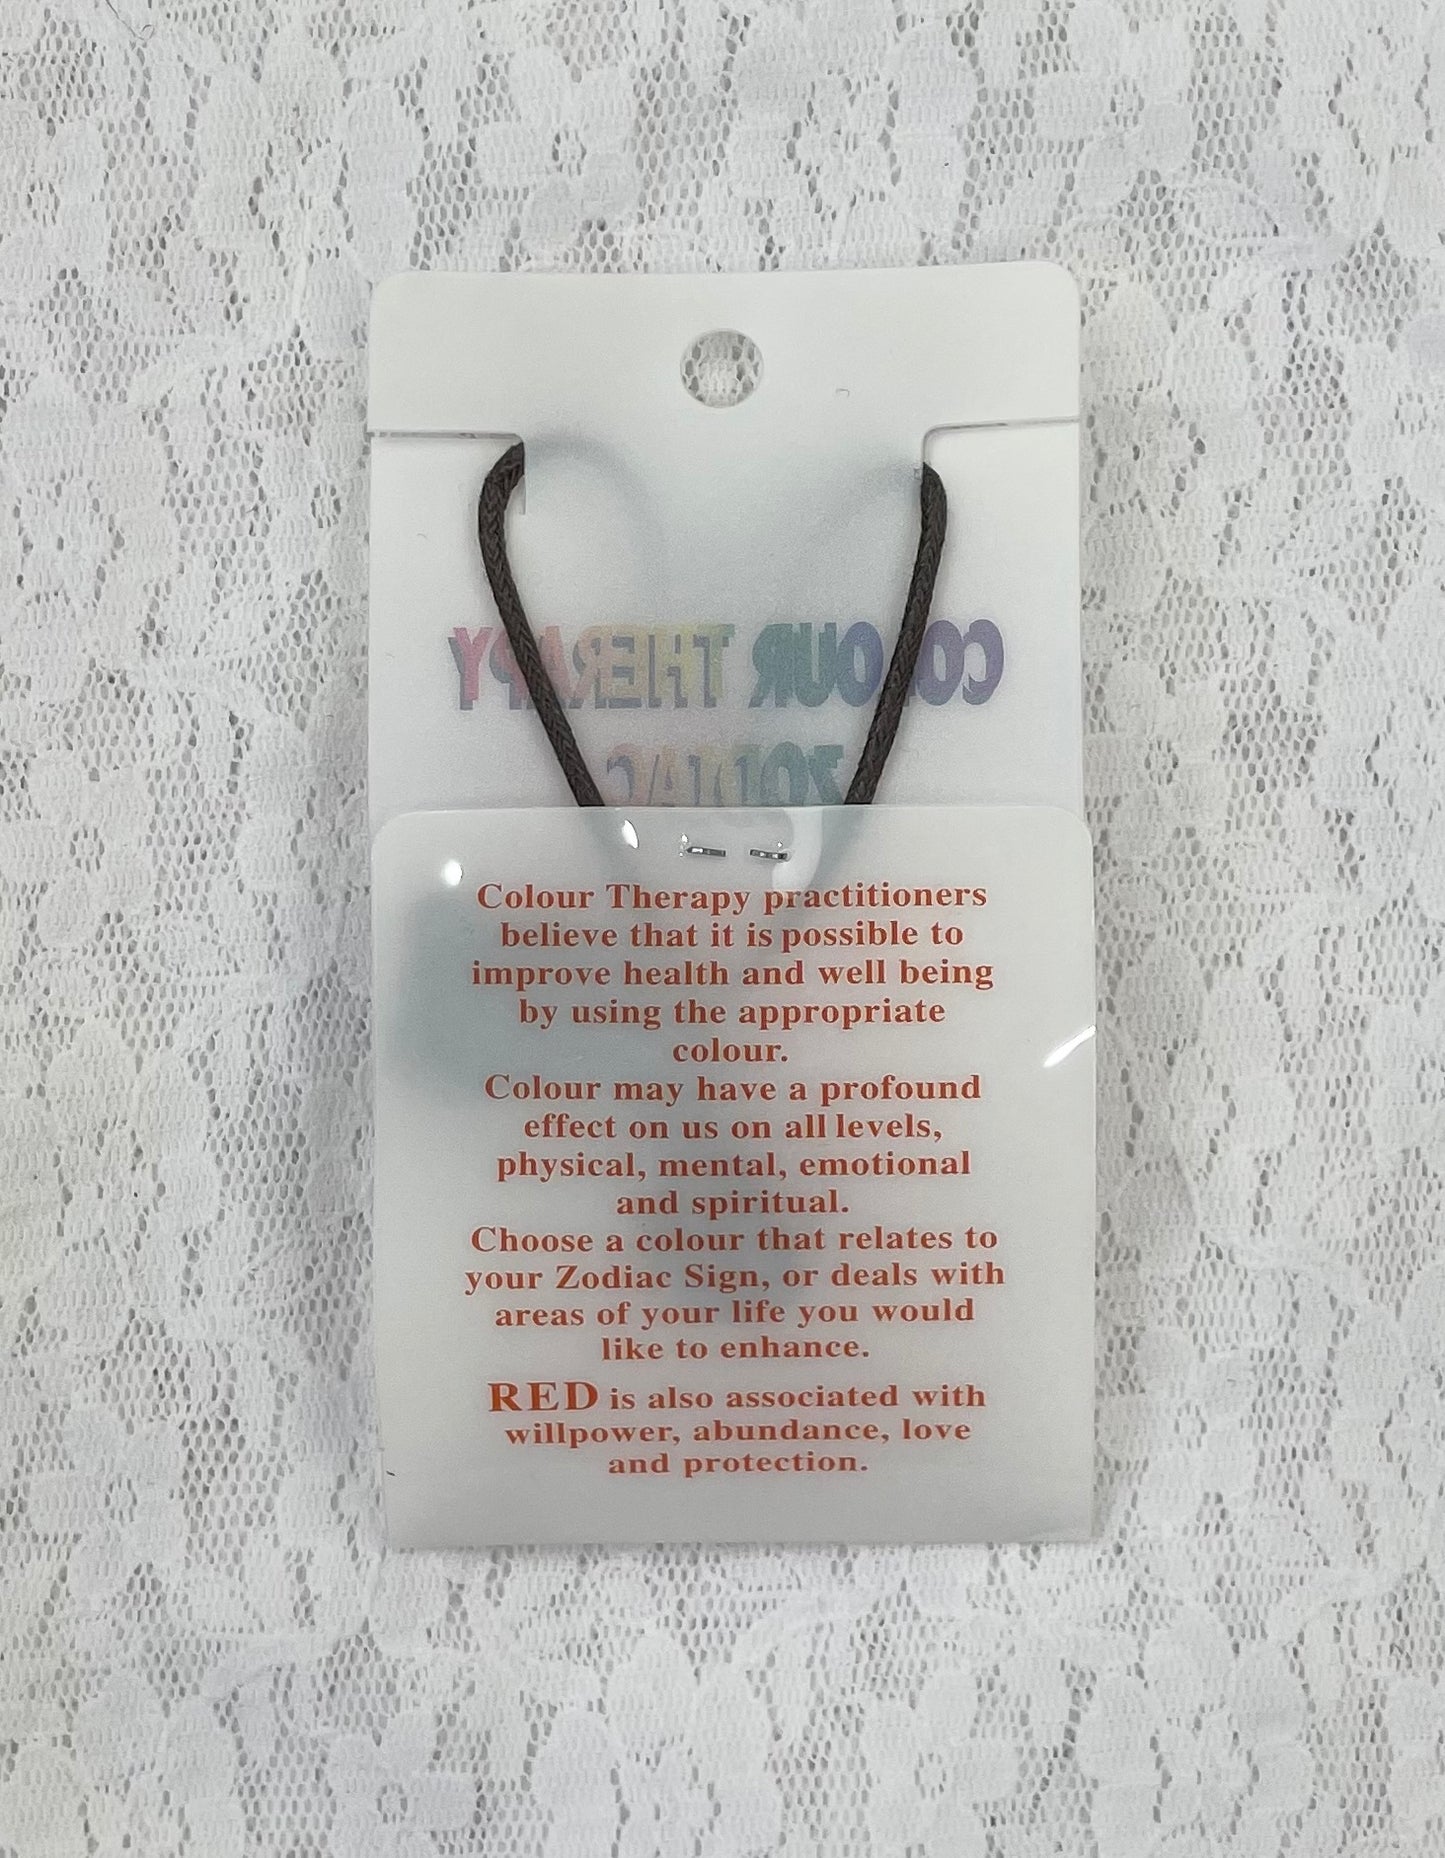 COLOUR THERAPY
ZODIAC
Colour Therapy practitioners
believe that it is possible to
improve health and well being
by using the appropriate
colour.
Colour may have a profound
effect on us on all levels,
physical, mental, emotional
and spiritual.
Choose a colour that relates to
your Zodiac Sign, or deals with
areas of your life you would
like to enhance.
RED is also associated with
willpower, abundance, love
and protection.